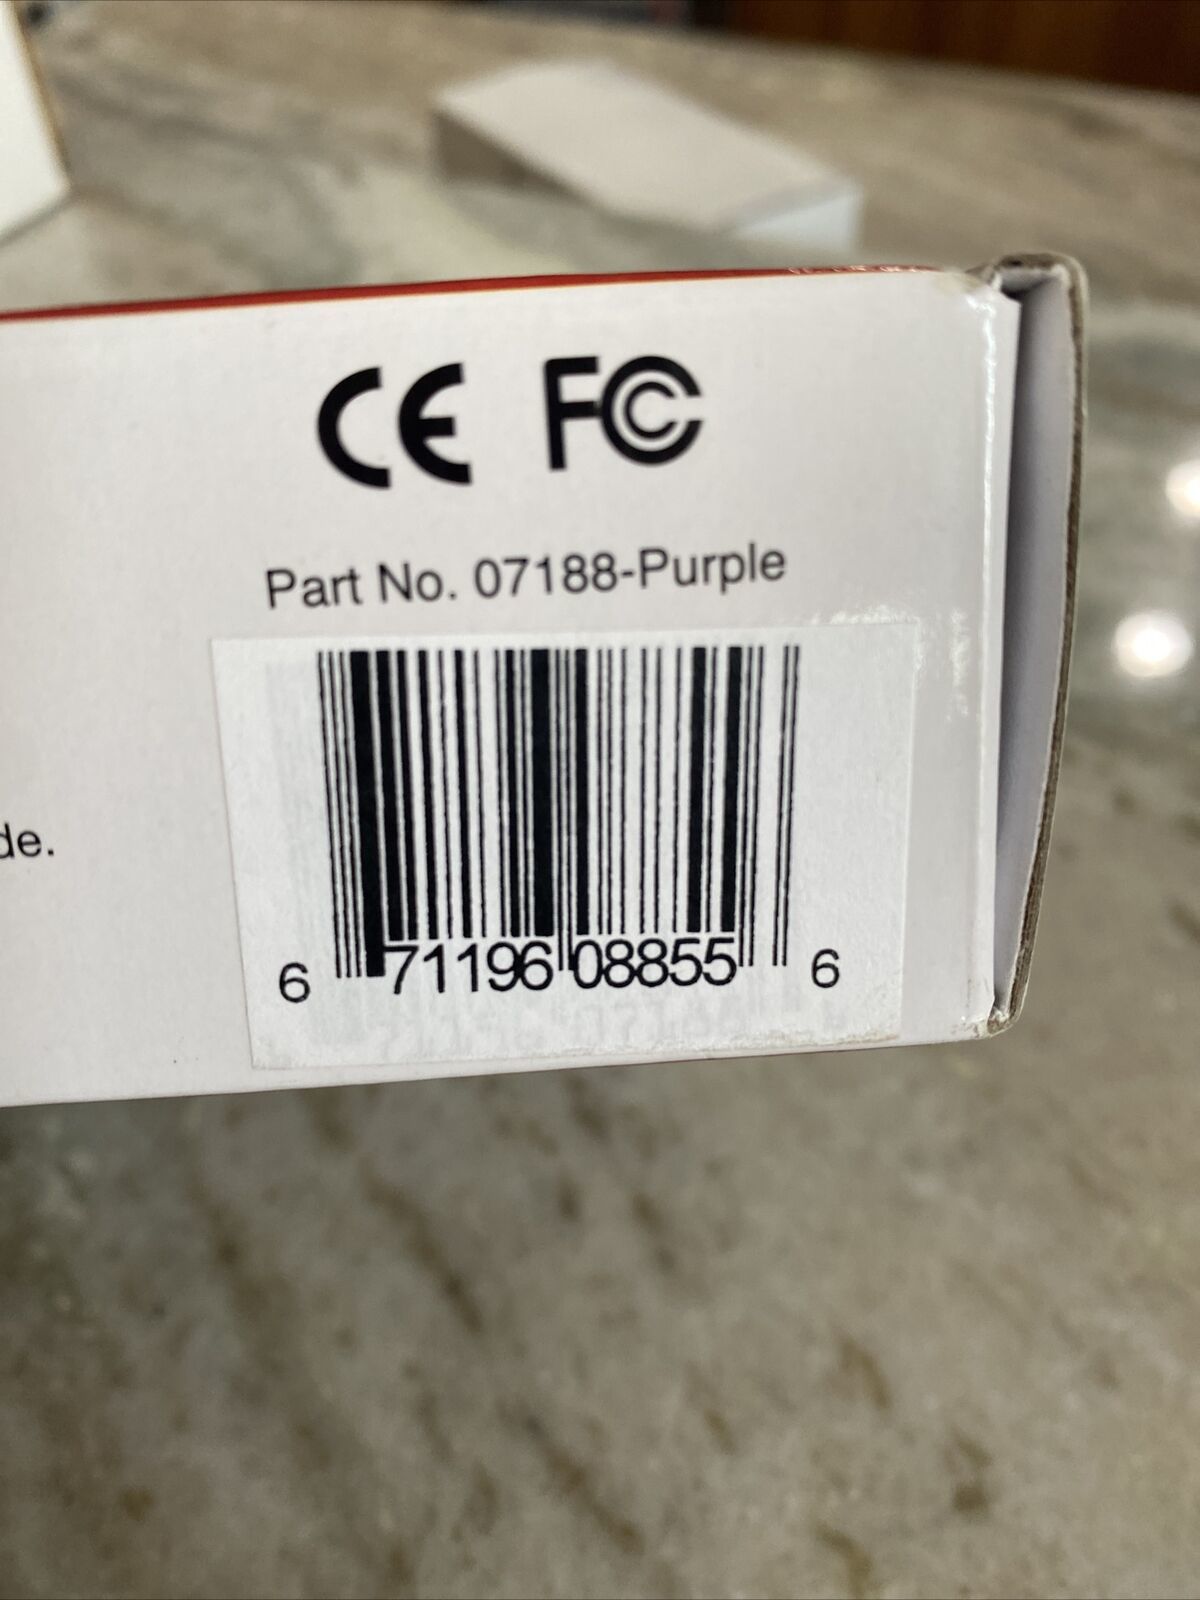 CE FC
Part No. 07188-Purple
de.
6 71196 08855 6